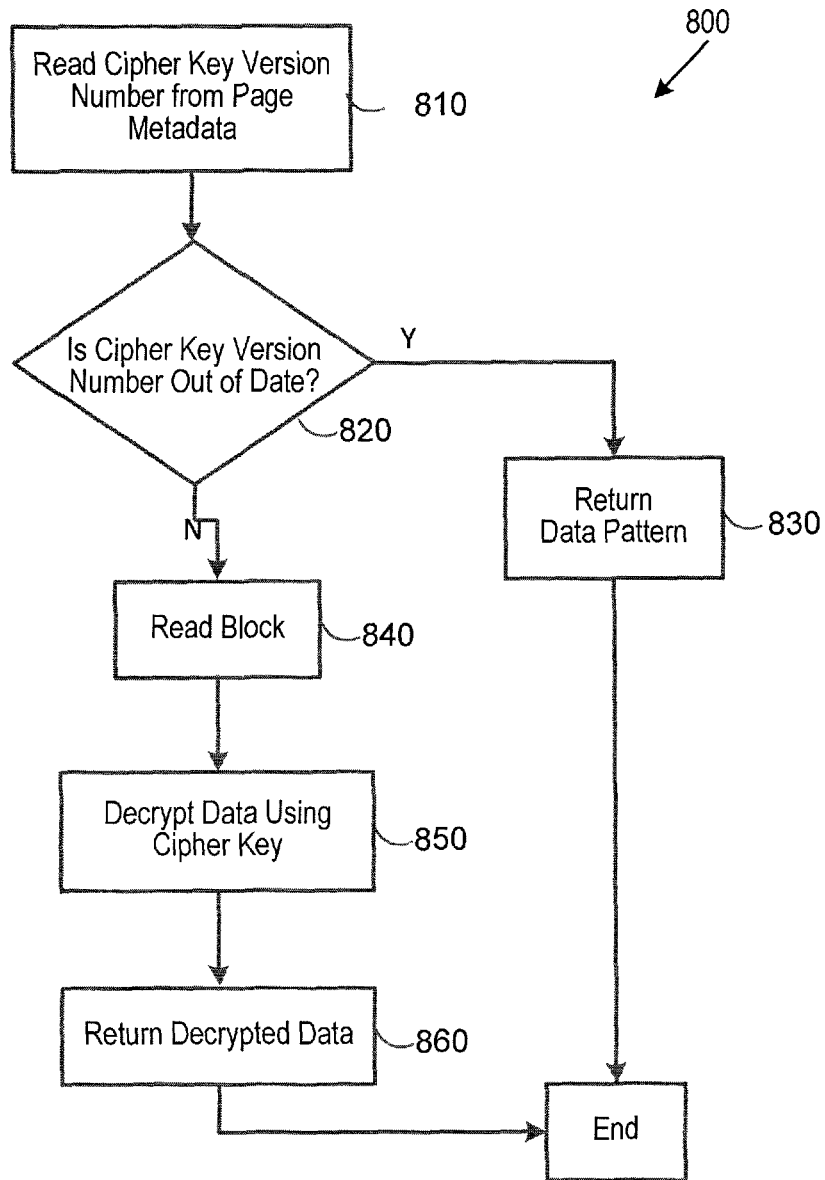 800
Read Cipher Key Version
Number from Page
Metadata
810
Is Cipher Key Version
Number Out of Date?
820
Y
N
Return
Data Pattern
830
Read Block
840
Decrypt Data Using
Cipher Key
850
Return Decrypted Data
860
End